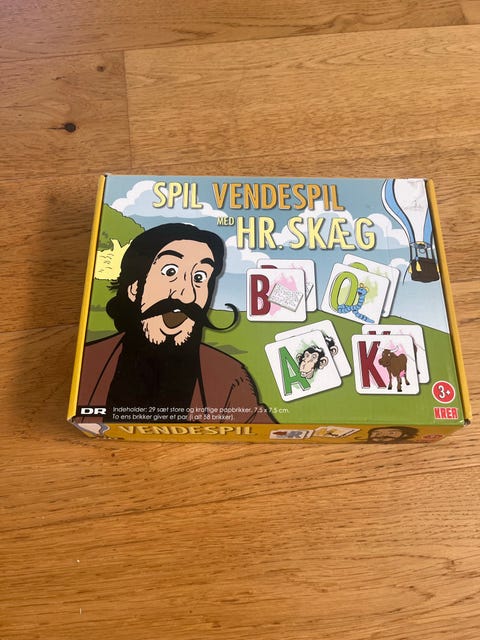 SPIL VENDESPIL
MED HR. SKÆG
B
O
A
K
3+
DR
Indeholder: 29 sæt store og kraftige papbrikker, 7,5 x 7,5 cm.
To ens brikker giver et par. (i alt 58 brikker).
KREA
VENDESPIL